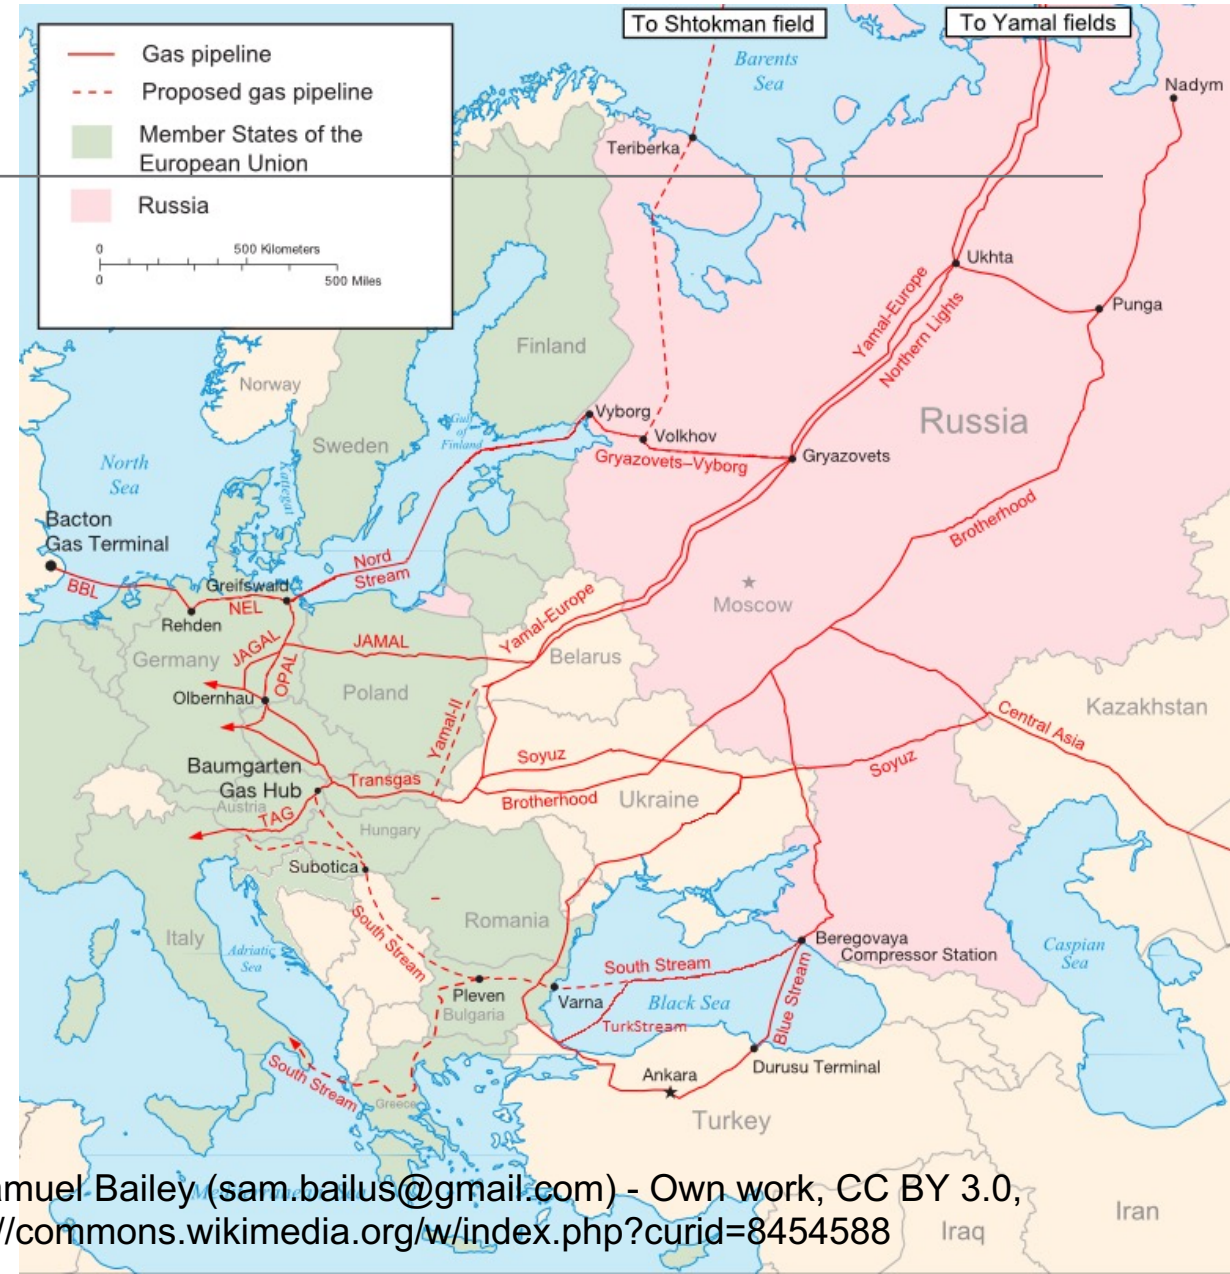 To Shtokman field
To Yamal fields
Gas pipeline
Proposed gas pipeline
Member States of the
European Union
Russia
0
500 Kilometers
0
500 Miles
Barents
Sea
Nadym
Teriberka
Ukhta
Punga
Yamal-Europe
Northern Lights
Finland
Norway
Sweden
Gulf
of
Finland
Vyborg
Volkhov
Gryazovets–Vyborg
Gryazovets
Russia
North
Sea
Kattegat
Bacton
Gas Terminal
BBL
Nord
Stream
Greifswald
NEL
Rehden
Brotherhood
Moscow
Yamal-Europe
Belarus
JAGAL
JAMAL
OPAL
Germany
Poland
Olbernhau
Yamal-II
Kazakhstan
Central Asia
Soyuz
Soyuz
Baumgarten
Gas Hub
Transgas
Brotherhood
Ukraine
Austria
TAG
Hungary
Subotica
South Stream
Romania
Italy
Adriatic
Sea
Beregovaya
Compressor Station
Caspian
Sea
South Stream
Pleven
Bulgaria
Varna
Black Sea
TurkStream
Blue Stream
Durusu Terminal
Ankara
South Stream
Greece
Turkey
Mediterranean Sea
amuel Bailey (sam.bailus@gmail.com) - Own work, CC BY 3.0,
//commons.wikimedia.org/w/index.php?curid=8454588
Iraq
Iran